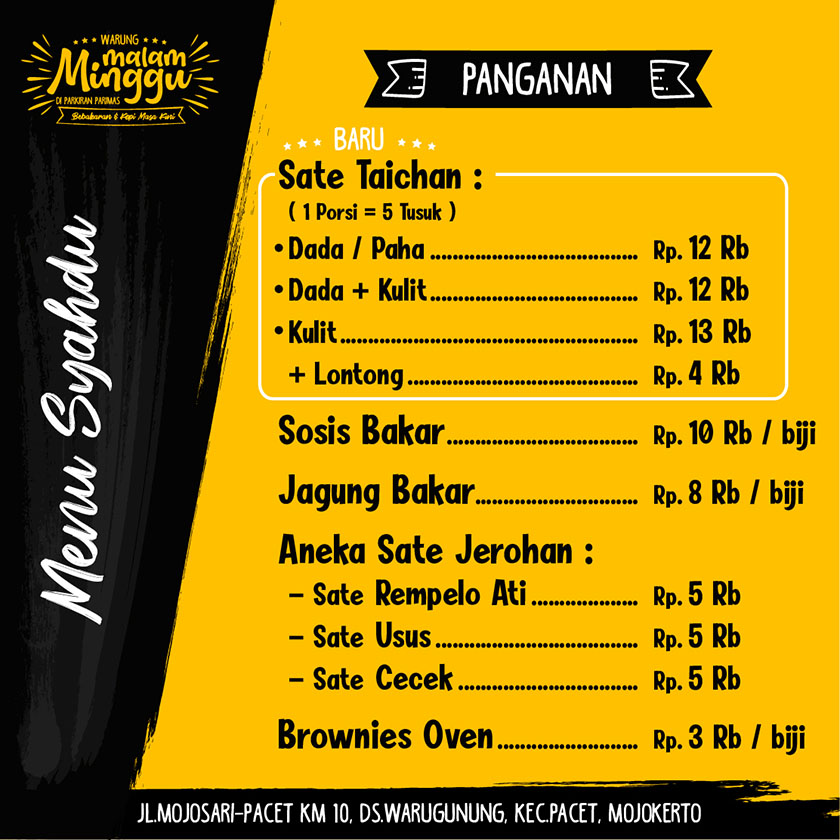 WARUNG
malam
Minggu
DI PARKIRAN PARIMAS
Bebakaran & Kopi Masa Kini
Menu Syahdu
PANGANAN
BARU
Sate Taichan :
( 1 Porsi = 5 Tusuk )
• Dada / Paha ........................................ Rp. 12 Rb
• Dada + Kulit ........................................ Rp. 12 Rb
• Kulit ........................................ Rp. 13 Rb
+ Lontong ........................................ Rp. 4 Rb
Sosis Bakar ........................................ Rp. 10 Rb / biji
Jagung Bakar ........................................ Rp. 8 Rb / biji
Aneka Sate Jerohan :
– Sate Rempelo Ati .................... Rp. 5 Rb
– Sate Usus ........................................ Rp. 5 Rb
– Sate Cecek .................................... Rp. 5 Rb
Brownies Oven ............................ Rp. 3 Rb / biji
JL.MOJOSARI-PACET KM 10, DS.WARUGUNUNG, KEC.PACET, MOJOKERTO